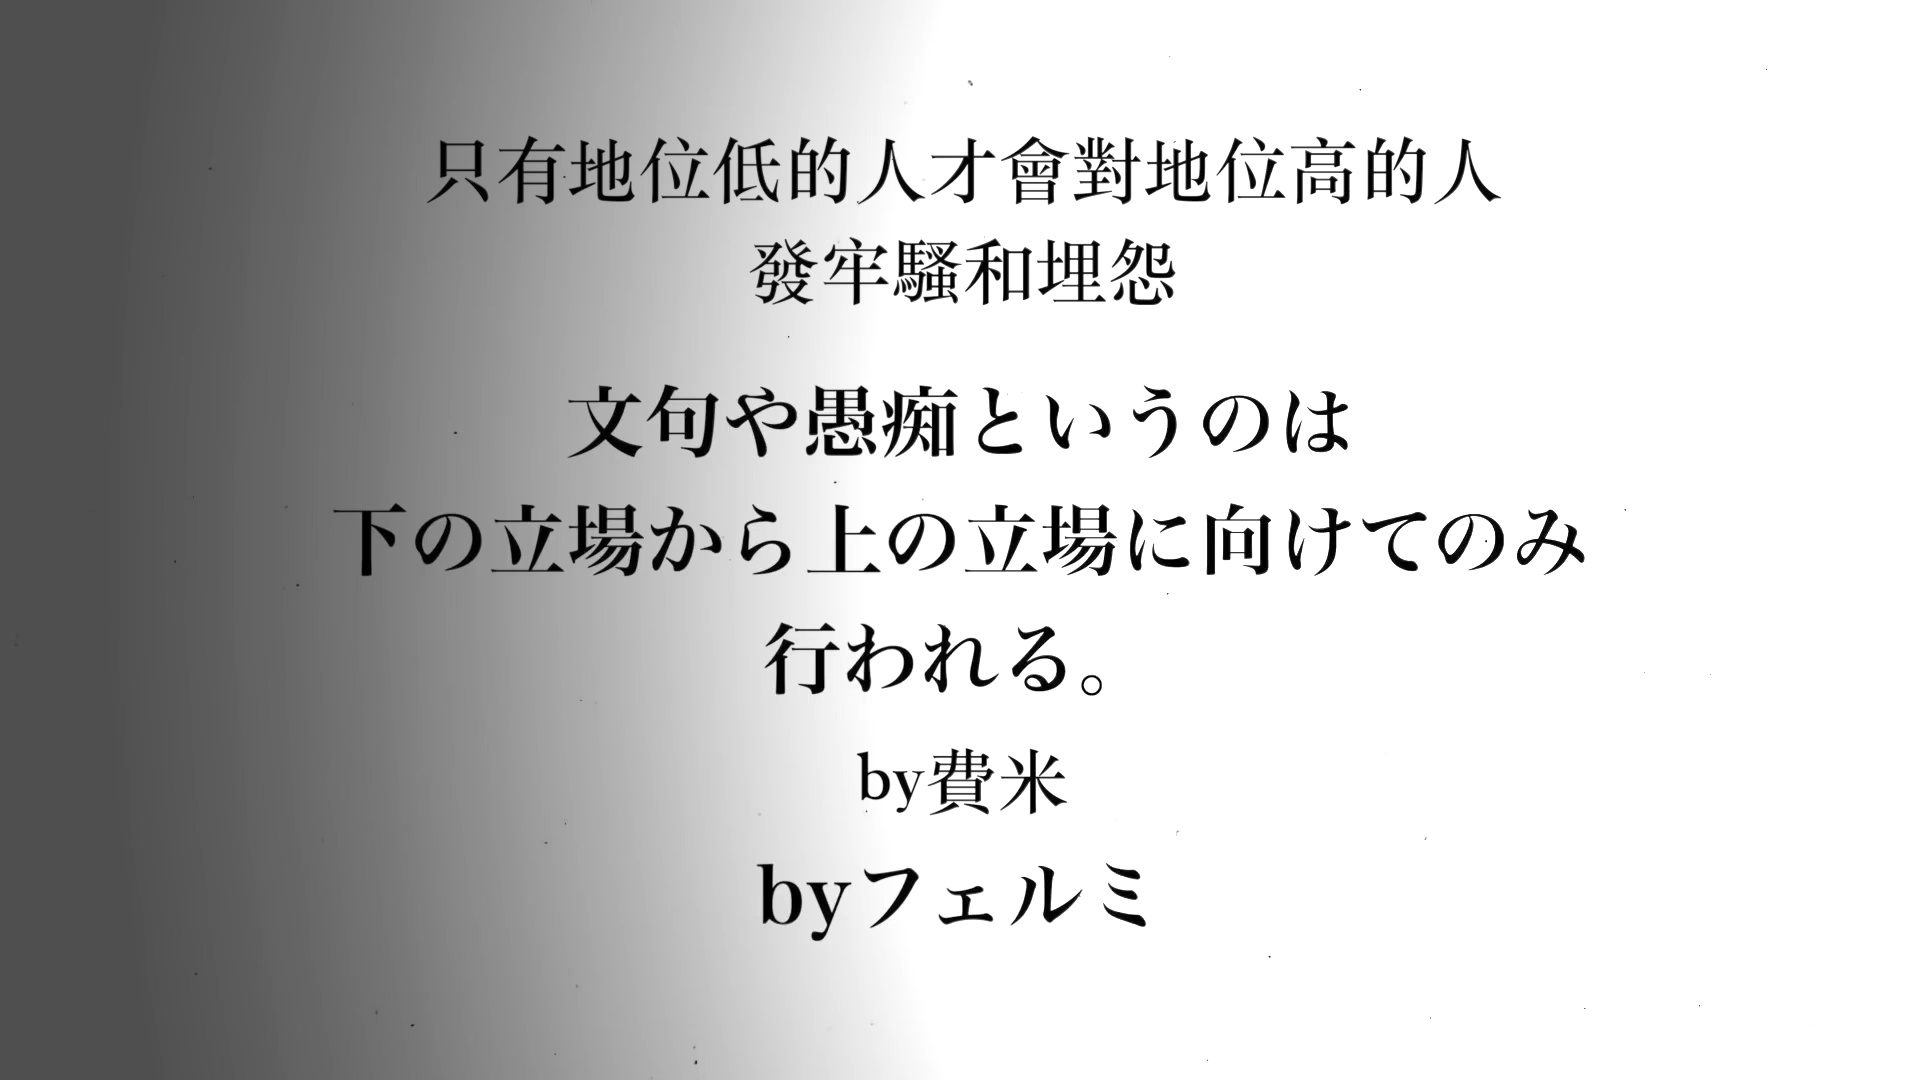 只有地位低的人才會對地位高的人
發牢騷和埋怨
文句や愚痴というのは
下の立場から上の立場に向けてのみ
行われる。
by費米
byフェルミ